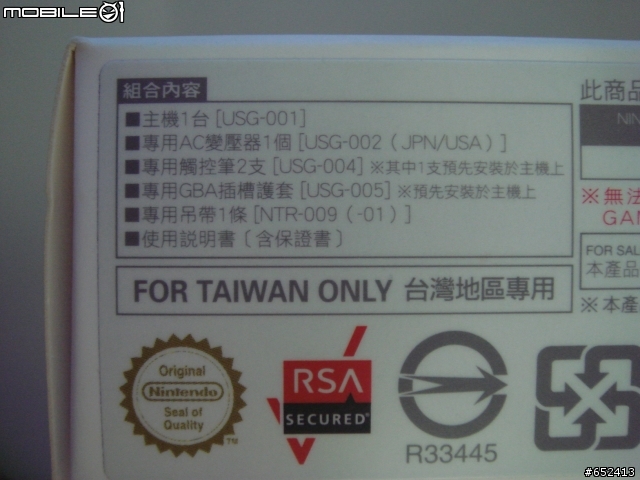 MOBILE01
組合內容
■主機1台[USG-001]
■專用AC變壓器1個[USG-002(JPN/USA)]
■專用觸控筆2支[USG-004]※其中1支預先安裝於主機上
■專用GBA插槽護套[USG-005]※預先安裝於主機上
■專用吊帶1條[NTR-009(-01)]
■使用説明書〔含保證書〕
FOR TAIWAN ONLY 台灣地區專用
此商品
NIN
※無法
GAM
FOR SAL
本產品
※本產
Original
Nintendo
Seal of
Quality
TM
RSA
SECURED
R33445
#652413